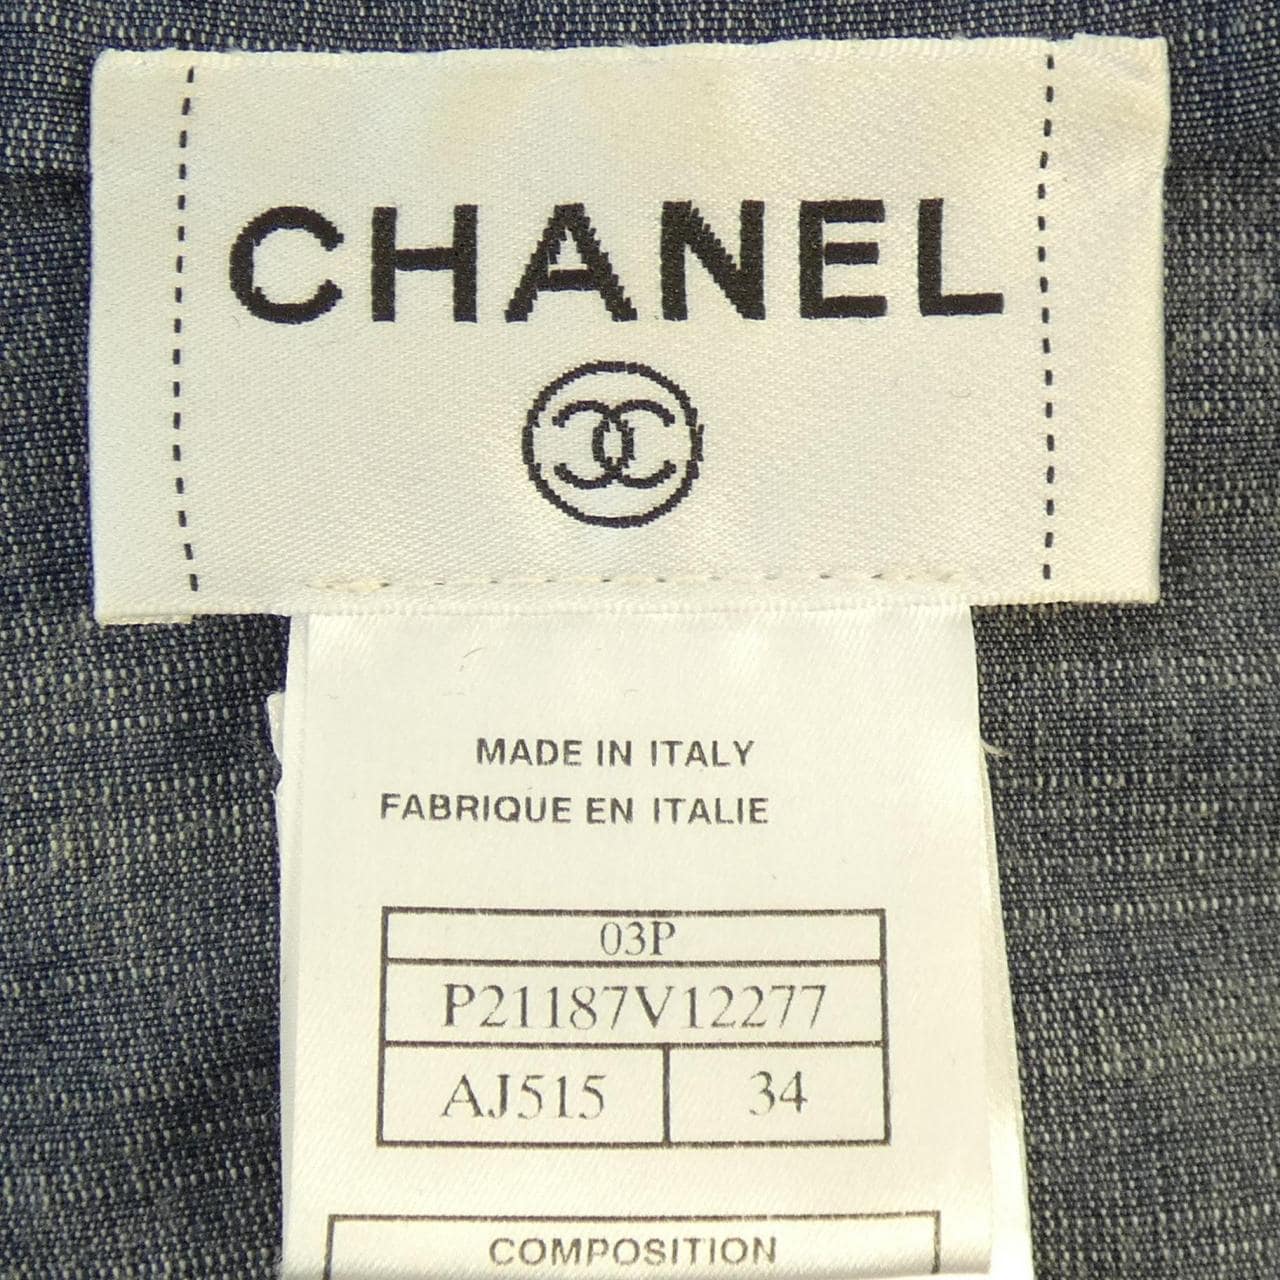 CHANEL
MADE IN ITALY
FABRIQUE EN ITALIE
03P
P21187V12277
AJ515 34
COMPOSITION